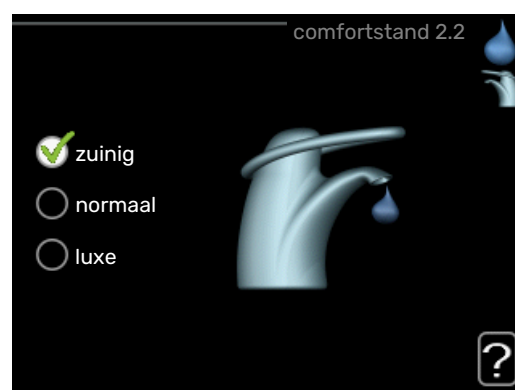 comfortstand 2.2
zuinig
normaal
luxe
?